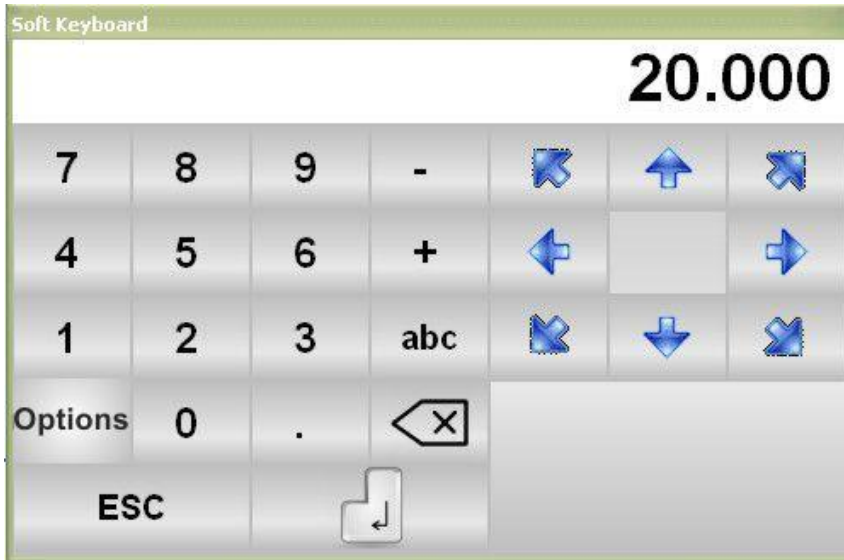 Soft Keyboard
20.000
7 8 9 -
4 5 6 +
1 2 3 abc
Options 0 .
ESC